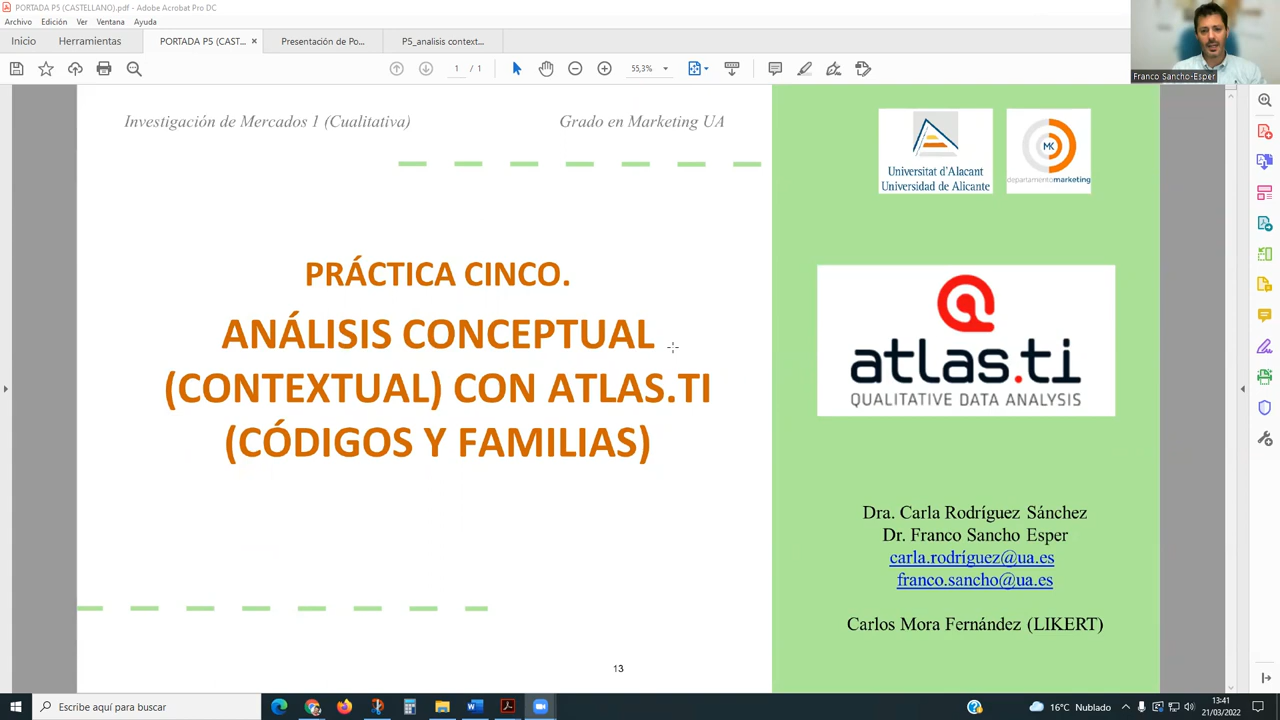 PORTADA P5 (CASTELLANO).pdf - Adobe Acrobat Pro DC
Archivo Edición Ver Ventana Ayuda
Inicio Herramientas PORTADA P5 (CAST... × Presentación de Po... P5_analisis context...
1 / 1 55,3%
Franco Sancho-Esper
Investigación de Mercados 1 (Cualitativa) Grado en Marketing UA
Universitat d'Alacant
Universidad de Alicante
MK
departamentomarketing
PRÁCTICA CINCO.
ANÁLISIS CONCEPTUAL
(CONTEXTUAL) CON ATLAS.TI
(CÓDIGOS Y FAMILIAS)
atlas.ti
QUALITATIVE DATA ANALYSIS
Dra. Carla Rodríguez Sánchez
Dr. Franco Sancho Esper
carla.rodríguez@ua.es
franco.sancho@ua.es
Carlos Mora Fernández (LIKERT)
13
Escribe aquí para buscar
16°C Nublado
13:41
21/03/2022